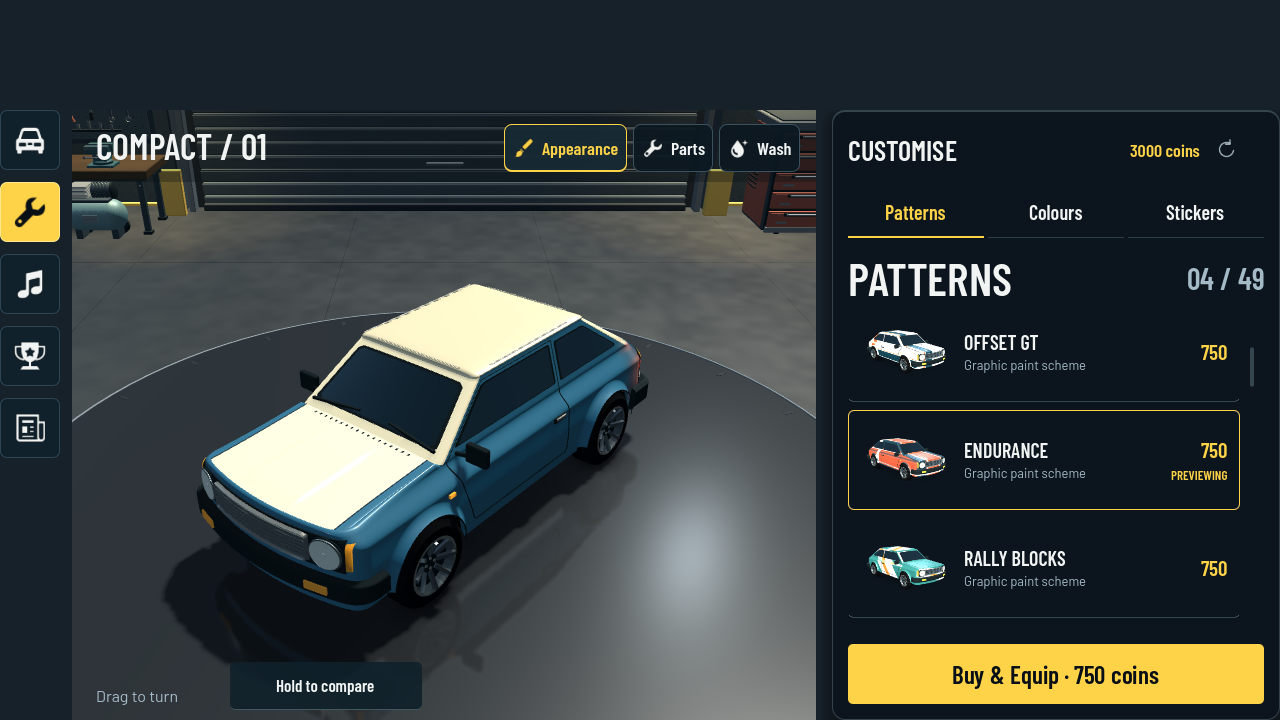 COMPACT / 01
Appearance
Parts
Wash
Drag to turn
Hold to compare
CUSTOMISE
3000 coins
Patterns
Colours
Stickers
PATTERNS
04 / 49
OFFSET GT
Graphic paint scheme
750
ENDURANCE
Graphic paint scheme
750
PREVIEWING
RALLY BLOCKS
Graphic paint scheme
750
Buy & Equip · 750 coins